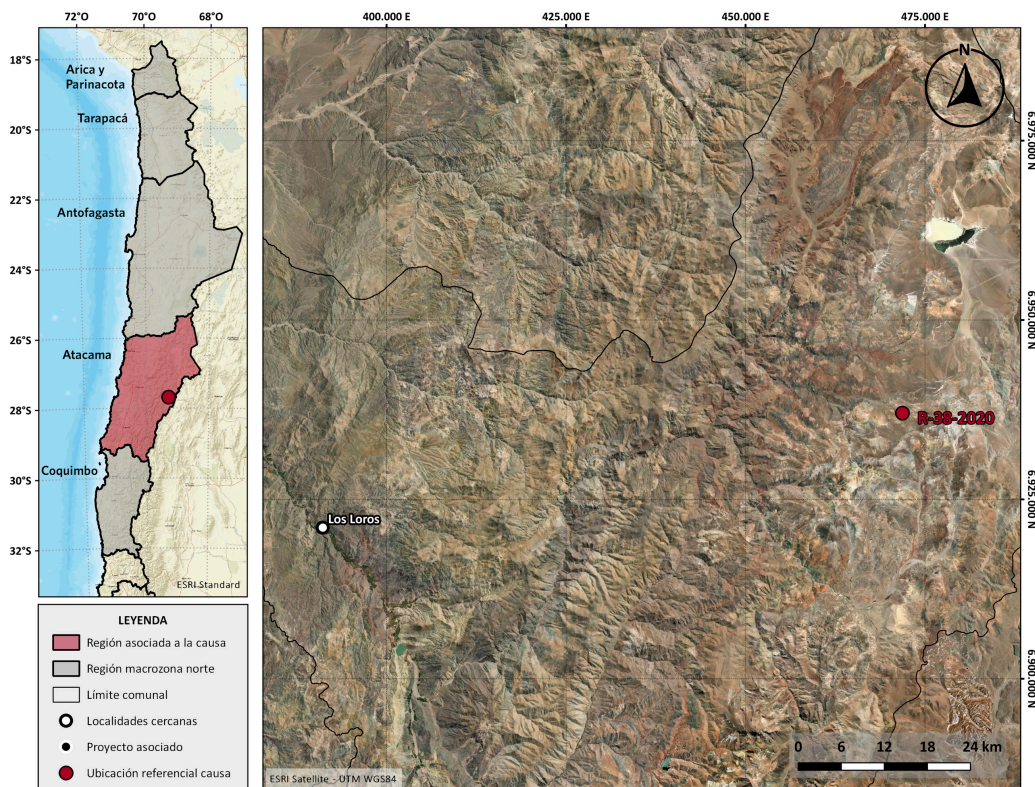 72°O
70°O
68°O
18°S
20°S
22°S
24°S
26°S
28°S
30°S
32°S
Arica y
Parinacota
Tarapacá
Antofagasta
Atacama
Coquimbo
ESRI Standard
LEYENDA
Región asociada a la causa
Región macrozona norte
Límite comunal
Localidades cercanas
Proyecto asociado
Ubicación referencial causa
400.000 E
425.000 E
450.000 E
475.000 E
N
6.975.000 N
6.950.000 N
6.925.000 N
6.900.000 N
R-38-2020
Los Loros
0 6 12 18 24 km
ESRI Satellite - UTM WGS84